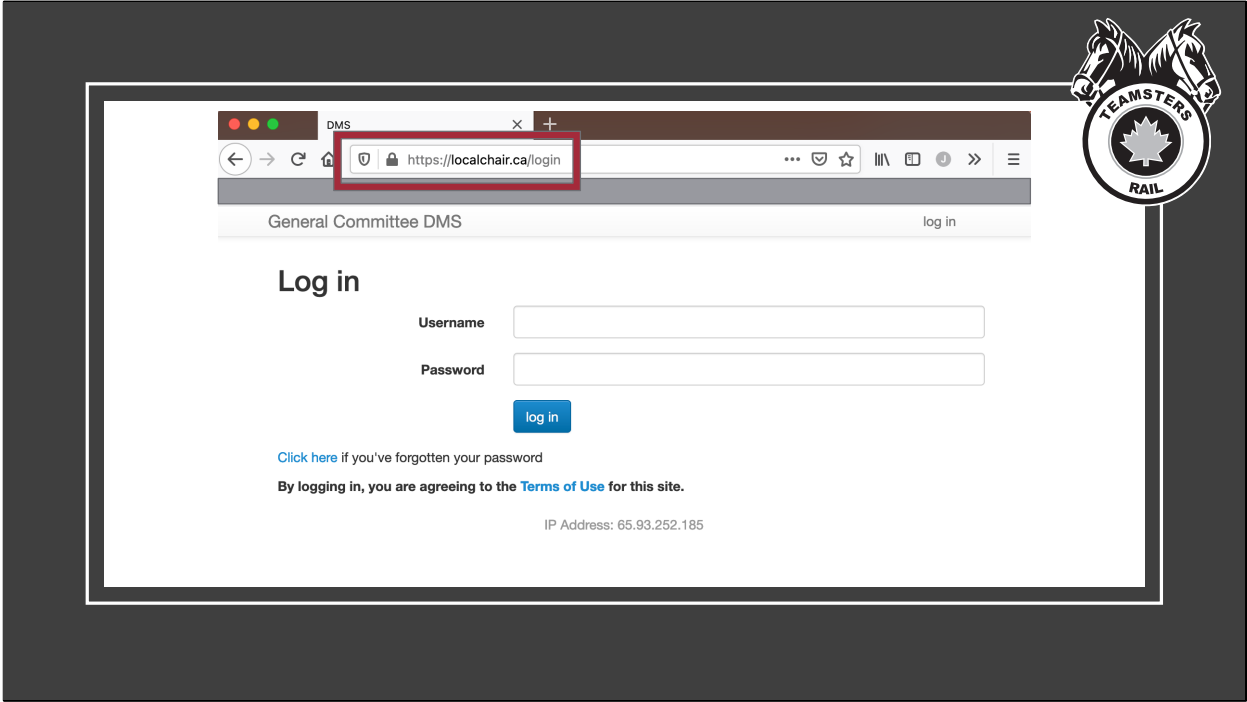 DMS
https://localchair.ca/login
J
TEAMSTERS
RAIL
General Committee DMS
log in
Log in
Username
Password
log in
Click here if you've forgotten your password
By logging in, you are agreeing to the Terms of Use for this site.
IP Address: 65.93.252.185